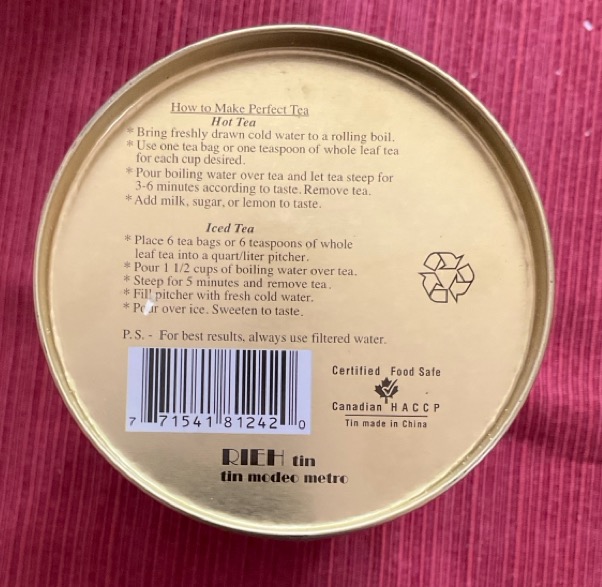 How to Make Perfect Tea
Hot Tea
* Bring freshly drawn cold water to a rolling boil.
* Use one tea bag or one teaspoon of whole leaf tea
for each cup desired.
* Pour boiling water over tea and let tea steep for
3-6 minutes according to taste. Remove tea.
* Add milk, sugar, or lemon to taste.
Iced Tea
* Place 6 tea bags or 6 teaspoons of whole
leaf tea into a quart/liter pitcher.
* Pour 1 1/2 cups of boiling water over tea.
* Steep for 5 minutes and remove tea.
* Fill pitcher with fresh cold water.
* Pour over ice. Sweeten to taste.
P.S. - For best results, always use filtered water.
7 71541 81242 0
Certified Food Safe
Canadian HACCP
Tin made in China
RIEH tin
tin modeo metro